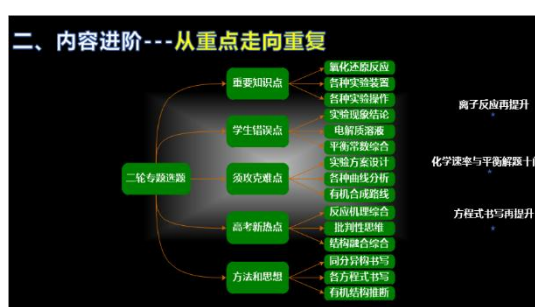 二、内容进阶---从重点走向重复
二轮专题选题
重要知识点
氧化还原反应
各种实验装置
各种实验操作
学生错误点
实验现象结论
电解质溶液
平衡常数综合
须攻克难点
实验方案设计
各种曲线分析
有机合成路线
高考新热点
反应机理综合
批判性思维
结构融合综合
方法和思想
同分异构书写
各方程式书写
有机结构推断
离子反应再提升
化学速率与平衡解题十
方程式书写再提升